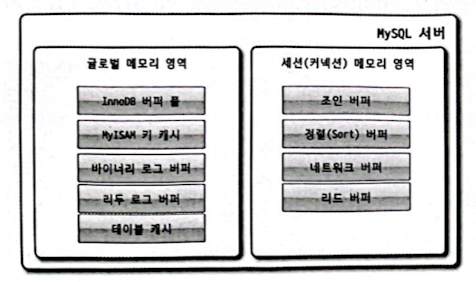 MySQL 서버
글로벌 메모리 영역
InnoDB 버퍼 풀
MyISAM 키 캐시
바이너리 로그 버퍼
리두 로그 버퍼
테이블 캐시
세션(커넥션) 메모리 영역
조인 버퍼
정렬(Sort) 버퍼
네트워크 버퍼
리드 버퍼